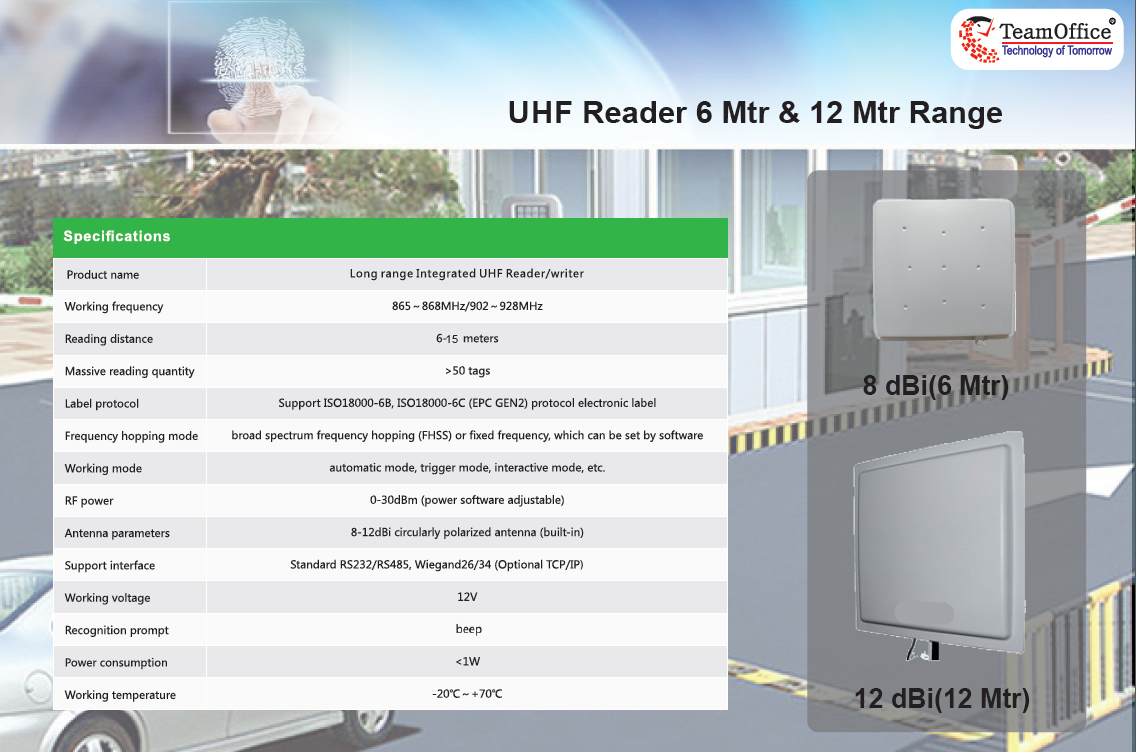 TeamOffice®
Technology of Tomorrow
UHF Reader 6 Mtr & 12 Mtr Range
Specifications
Product name Long range Integrated UHF Reader/writer
Working frequency 865～868MHz/902～928MHz
Reading distance 6-15 meters
Massive reading quantity >50 tags
Label protocol Support ISO18000-6B, ISO18000-6C (EPC GEN2) protocol electronic label
Frequency hopping mode broad spectrum frequency hopping (FHSS) or fixed frequency, which can be set by software
Working mode automatic mode, trigger mode, interactive mode, etc.
RF power 0-30dBm (power software adjustable)
Antenna parameters 8-12dBi circularly polarized antenna (built-in)
Support interface Standard RS232/RS485, Wiegand26/34 (Optional TCP/IP)
Working voltage 12V
Recognition prompt beep
Power consumption <1W
Working temperature -20℃～+70℃
8 dBi(6 Mtr)
12 dBi(12 Mtr)